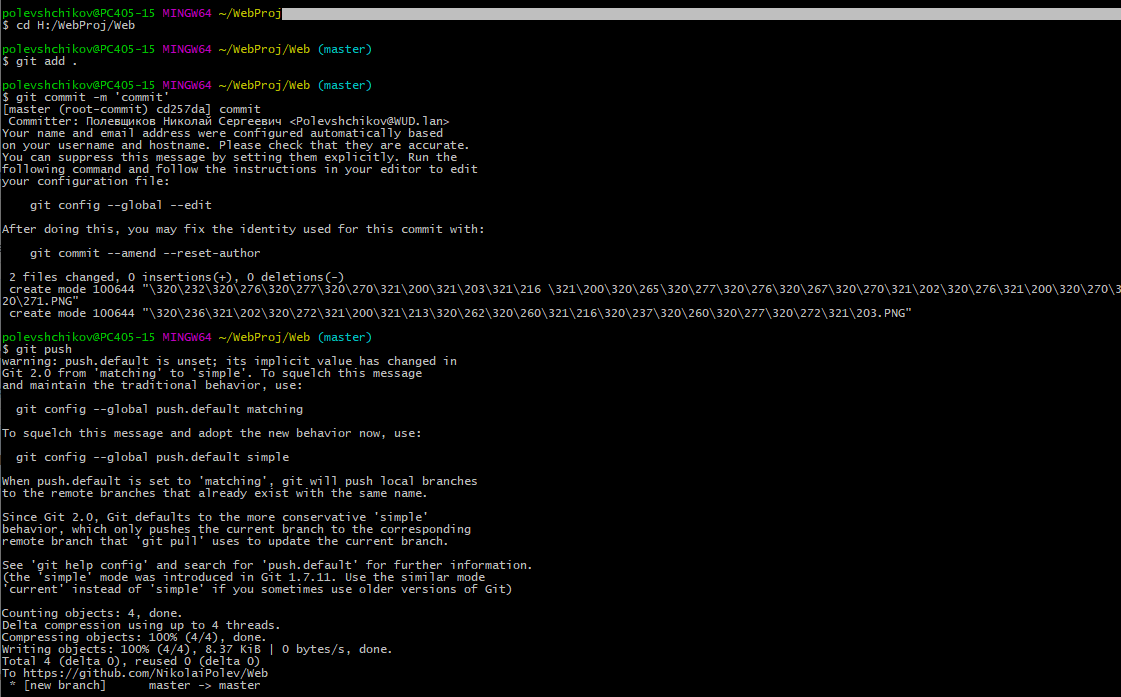 polevshchikov@PC405-15 MINGW64 ~/WebProj
$ cd H:/WebProj/Web
polevshchikov@PC405-15 MINGW64 ~/WebProj/Web (master)
$ git add .
polevshchikov@PC405-15 MINGW64 ~/WebProj/Web (master)
$ git commit -m 'commit'
[master (root-commit) cd257da] commit
 Committer: Полевщиков Николай Сергеевич <Polevshchikov@WUD.lan>
Your name and email address were configured automatically based
on your username and hostname. Please check that they are accurate.
You can suppress this message by setting them explicitly. Run the
following command and follow the instructions in your editor to edit
your configuration file:
    git config --global --edit
After doing this, you may fix the identity used for this commit with:
    git commit --amend --reset-author
 2 files changed, 0 insertions(+), 0 deletions(-)
 create mode 100644 "\320\232\320\276\320\277\320\270\321\200\321\203\321\216 \321\200\320\265\320\277\320\276\320\267\320\270\321\202\320\276\321\200\320\270\3
20\271.PNG"
 create mode 100644 "\320\236\321\202\320\272\321\200\321\213\320\262\320\260\321\216\320\237\320\260\320\277\320\272\321\203.PNG"
polevshchikov@PC405-15 MINGW64 ~/WebProj/Web (master)
$ git push
warning: push.default is unset; its implicit value has changed in
Git 2.0 from 'matching' to 'simple'. To squelch this message
and maintain the traditional behavior, use:
  git config --global push.default matching
To squelch this message and adopt the new behavior now, use:
  git config --global push.default simple
When push.default is set to 'matching', git will push local branches
to the remote branches that already exist with the same name.
Since Git 2.0, Git defaults to the more conservative 'simple'
behavior, which only pushes the current branch to the corresponding
remote branch that 'git pull' uses to update the current branch.
See 'git help config' and search for 'push.default' for further information.
(the 'simple' mode was introduced in Git 1.7.11. Use the similar mode
'current' instead of 'simple' if you sometimes use older versions of Git)
Counting objects: 4, done.
Delta compression using up to 4 threads.
Compressing objects: 100% (4/4), done.
Writing objects: 100% (4/4), 8.37 KiB | 0 bytes/s, done.
Total 4 (delta 0), reused 0 (delta 0)
To https://github.com/NikolaiPolev/Web
 * [new branch]      master -> master